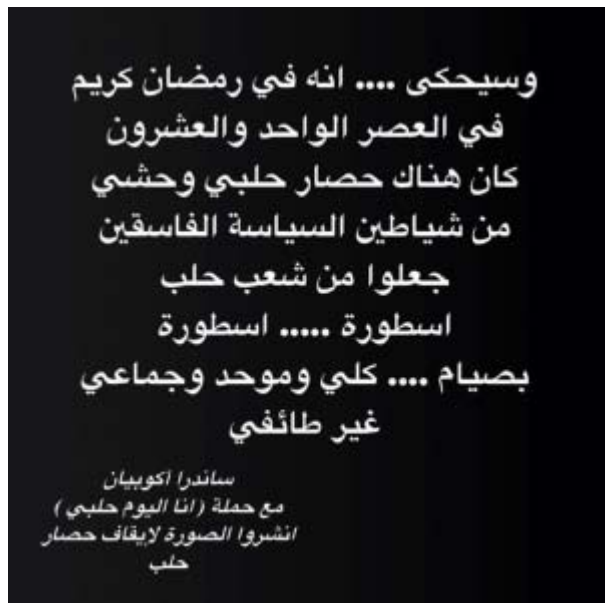 وسيحكى .... انه في رمضان كريم
في العصر الواحد والعشرون
كان هناك حصار حلبي وحشي
من شياطين السياسة الفاسقين
جعلوا من شعب حلب
اسطورة ..... اسطورة
بصيام .... كلي وموحد وجماعي
غير طائفي
ساندرا اكوبيان
مع حملة ( انا اليوم حلبي )
انشروا الصورة لإيقاف حصار
حلب